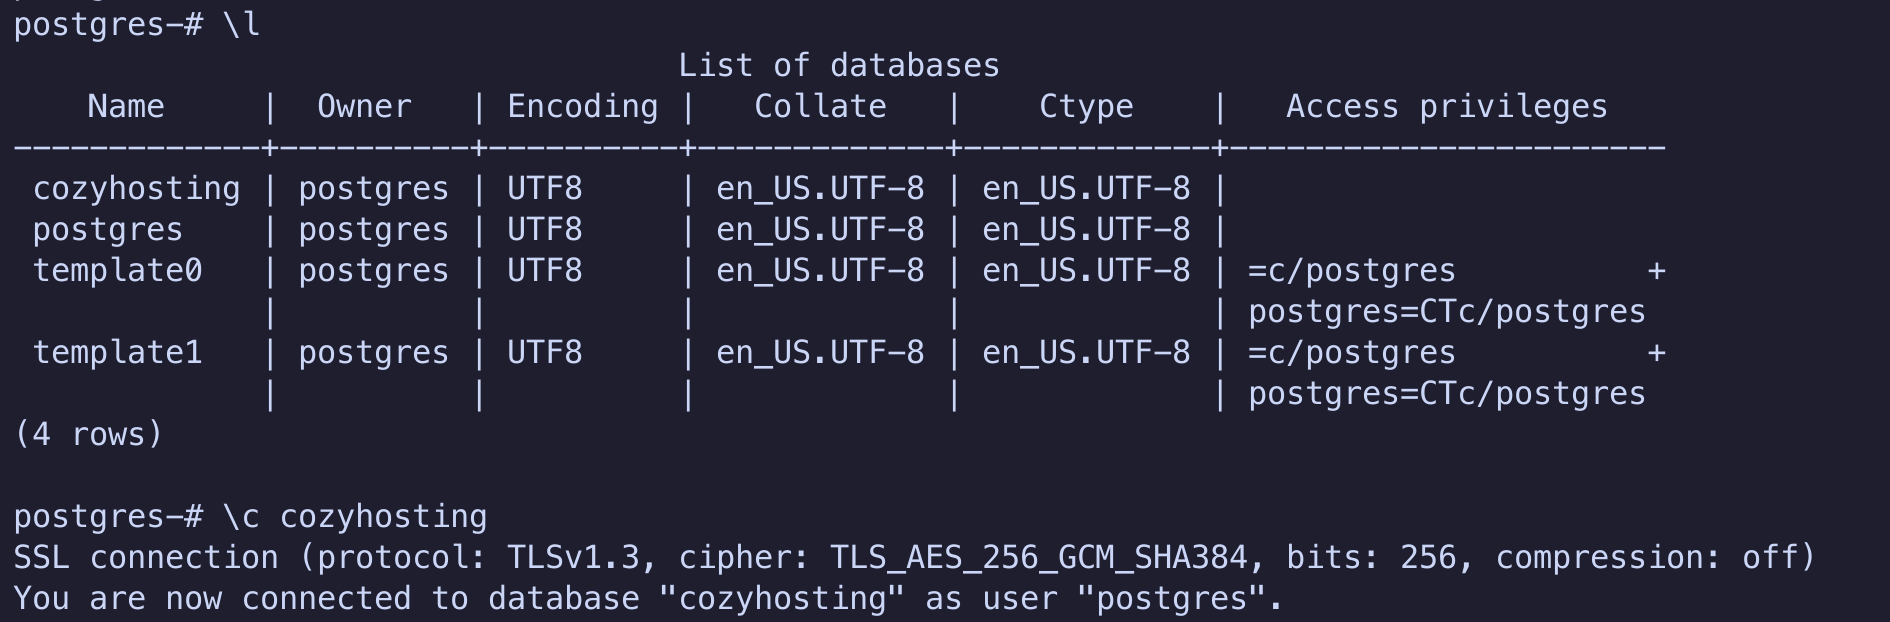 postgres-# \l
                                   List of databases
    Name     |  Owner   | Encoding |   Collate   |    Ctype    |   Access privileges
-------------+----------+----------+-------------+-------------+-----------------------
 cozyhosting | postgres | UTF8     | en_US.UTF-8 | en_US.UTF-8 |
 postgres    | postgres | UTF8     | en_US.UTF-8 | en_US.UTF-8 |
 template0   | postgres | UTF8     | en_US.UTF-8 | en_US.UTF-8 | =c/postgres          +
             |          |          |             |             | postgres=CTc/postgres
 template1   | postgres | UTF8     | en_US.UTF-8 | en_US.UTF-8 | =c/postgres          +
             |          |          |             |             | postgres=CTc/postgres
(4 rows)

postgres-# \c cozyhosting
SSL connection (protocol: TLSv1.3, cipher: TLS_AES_256_GCM_SHA384, bits: 256, compression: off)
You are now connected to database "cozyhosting" as user "postgres".